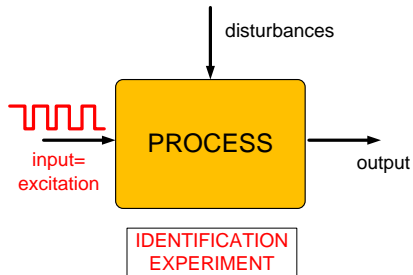 disturbances
PROCESS
input=
excitation
output
IDENTIFICATION
EXPERIMENT